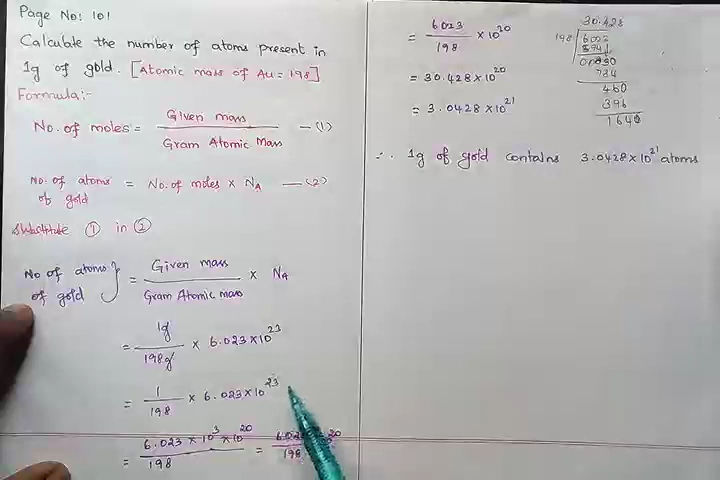 Page No: 101
Calculate the number of atoms present in
1g of gold. [Atomic mass of Au = 198]
Formula:-
No. of moles = Given mass / Gram Atomic Mass — (1)
No. of atoms of gold = No. of moles × NA — (2)
Substitute ① in ②
No of atoms of gold } = Given mass / Gram Atomic mass × NA
= 1g / 198g × 6.023 × 10^23
= 1 / 198 × 6.023 × 10^23
= 6.023 × 10^3 × 10^20 / 198 =
198
= 6023 / 198 × 10^20
= 30.428 × 10^20
= 3.0428 × 10^21
30.428
198
594
460
396
1640
∴ 1g of gold contains 3.0428 × 10^21 atoms